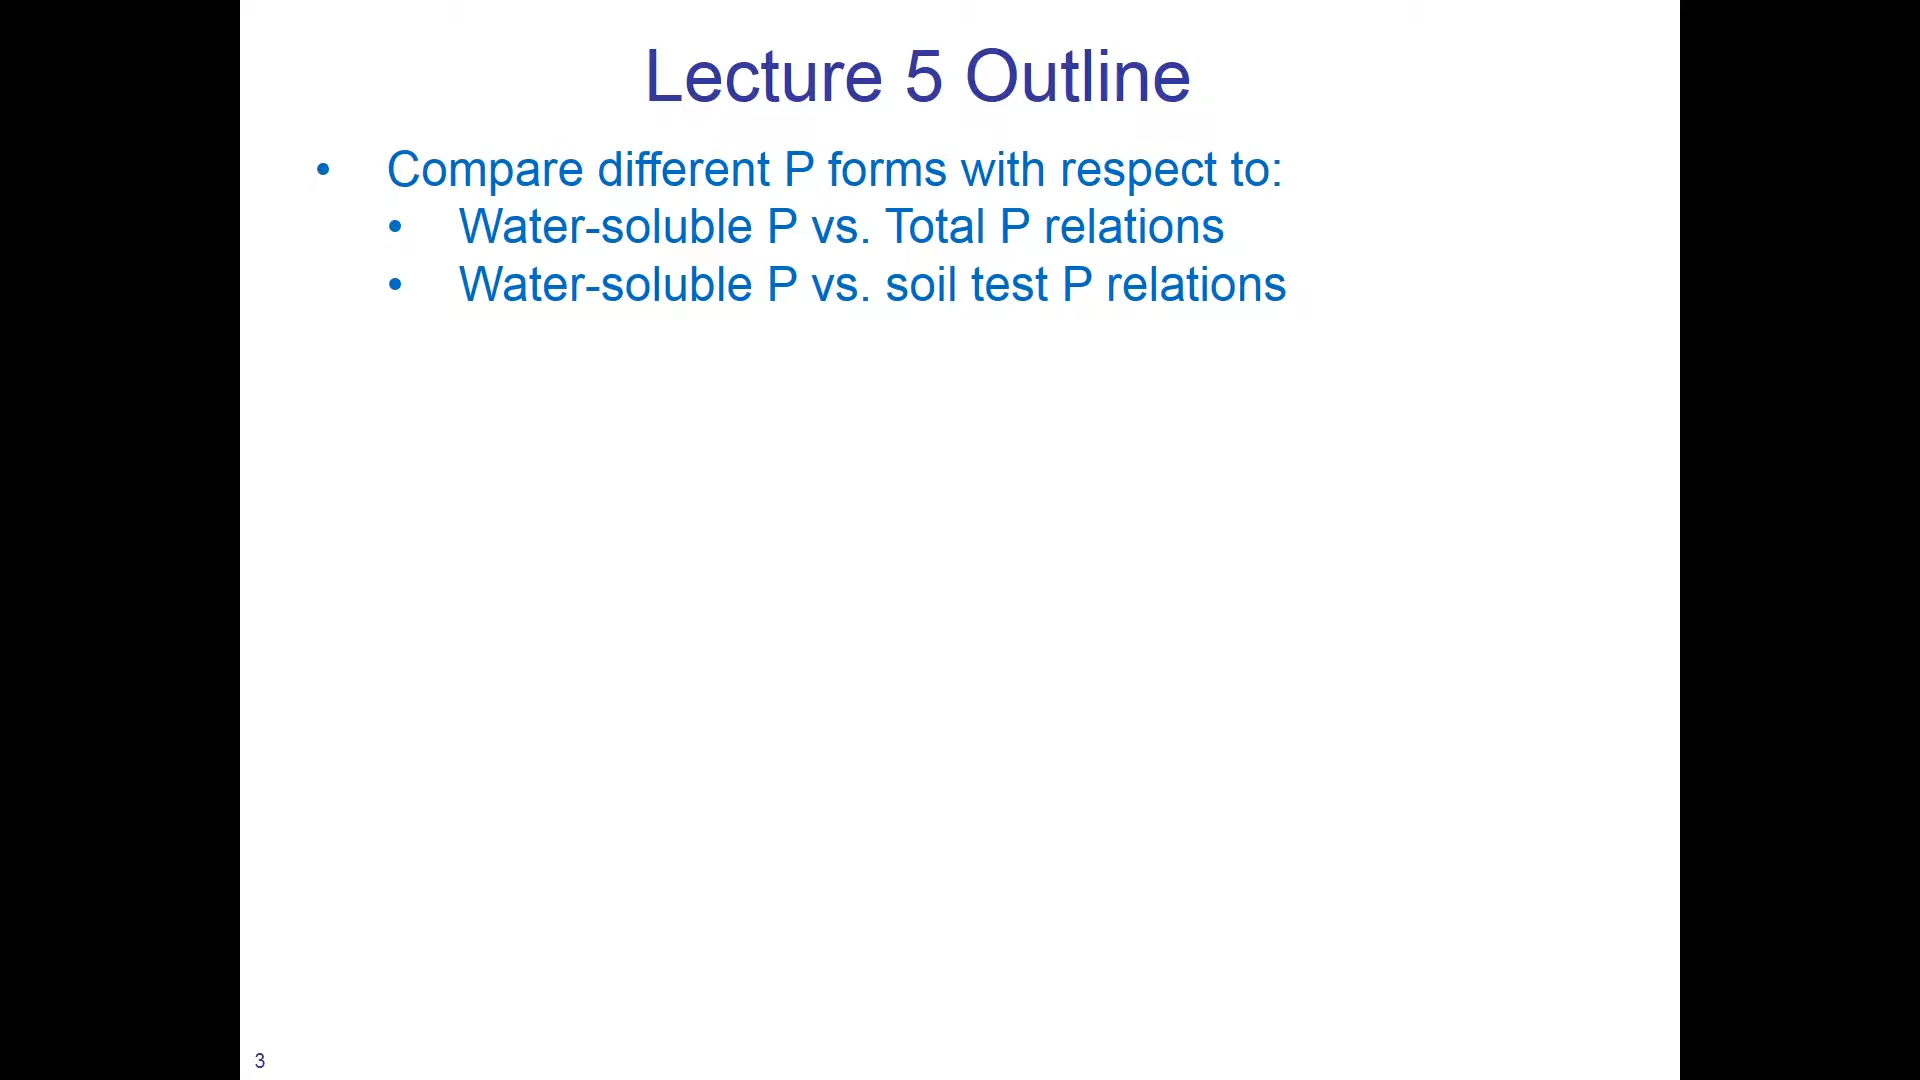 Lecture 5 Outline
• Compare different P forms with respect to:
• Water-soluble P vs. Total P relations
• Water-soluble P vs. soil test P relations
3